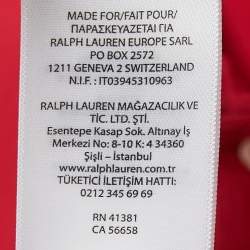 MADE FOR/FAIT POUR/
ΠΑΡΑΣΚΕΥΑΖΕΤΑΙ ΓΙΑ
RALPH LAUREN EUROPE SARL
PO BOX 2572
1211 GENEVA 2 SWITZERLAND
N.I.F. : IT03945310963
RALPH LAUREN MAĞAZACILIK VE
TİC. LTD. ŞTİ.
Esentepe Kasap Sok. Altınay İş
Merkezi No: 8-10 K: 4 34360
Şişli - İstanbul
www.ralphlauren.com
TÜKETİCİ İLETİŞİM HATTI:
0212 345 69 69
RN 41381
CA 56658